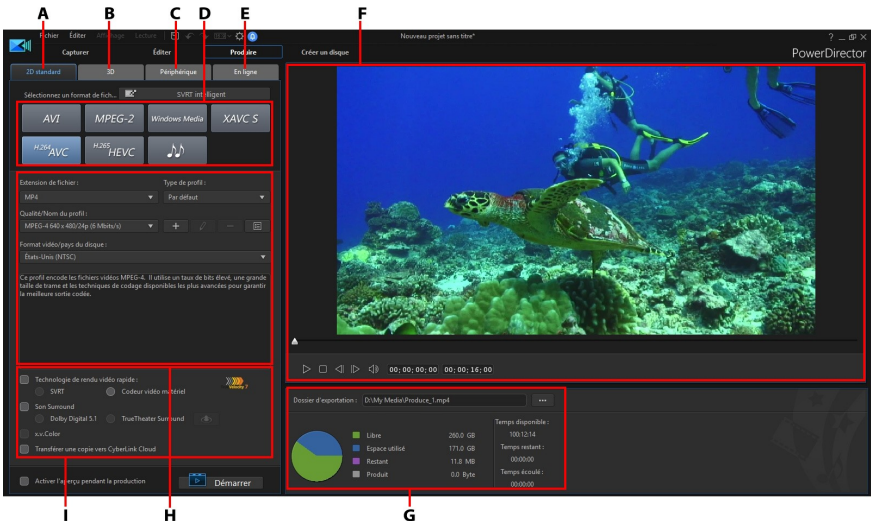 A B C D E F
Fichier Éditer Affichage Lecture
Nouveau projet sans titre*
Capturer Éditer Produire Créer un disque
PowerDirector
2D standard 3D Périphérique En ligne
Sélectionnez un format de fich... SVRT intelligent
AVI MPEG-2 Windows Media XAVC S
H.264 AVC H.265 HEVC
Extension de fichier : Type de profil :
MP4 Par défaut
Qualité/Nom du profil :
MPEG-4 640 x 480/24p (6 Mbits/s)
Format vidéo/pays du disque :
États-Unis (NTSC)
Ce profil encode les fichiers vidéos MPEG-4. Il utilise un taux de bits élevé, une grande
taille de trame et les techniques de codage disponibles les plus avancées pour garantir
la meilleure sortie codée.
00;00;00;00 00;00;16;00
Technologie de rendu vidéo rapide :
SVRT Codeur vidéo matériel
Son Surround
Dolby Digital 5.1 TrueTheater Surround
x.v.Color
Transférer une copie vers CyberLink Cloud
Activer l'aperçu pendant la production
Démarrer
Dossier d'exportation : D:\My Media\Produce_1.mp4
Libre 260.0 GB
Espace utilisé 171.0 GB
Restant 11.8 MB
Produit 0.0 Byte
Temps disponible :
100:12:14
Temps restant :
00:00:00
Temps écoulé :
00:00:00
I H G